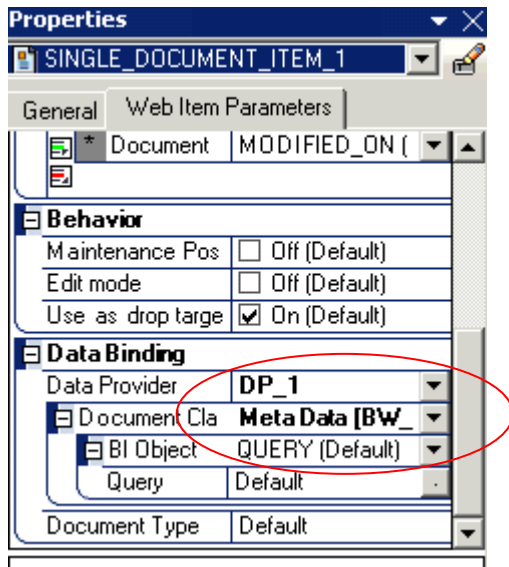 Properties
SINGLE_DOCUMENT_ITEM_1
General Web Item Parameters
* Document MODIFIED_ON (
Behavior
Maintenance Pos Off (Default)
Edit mode Off (Default)
Use as drop targe On (Default)
Data Binding
Data Provider DP_1
Document Cla Meta Data [BW_
BI Object QUERY (Default)
Query Default
Document Type Default